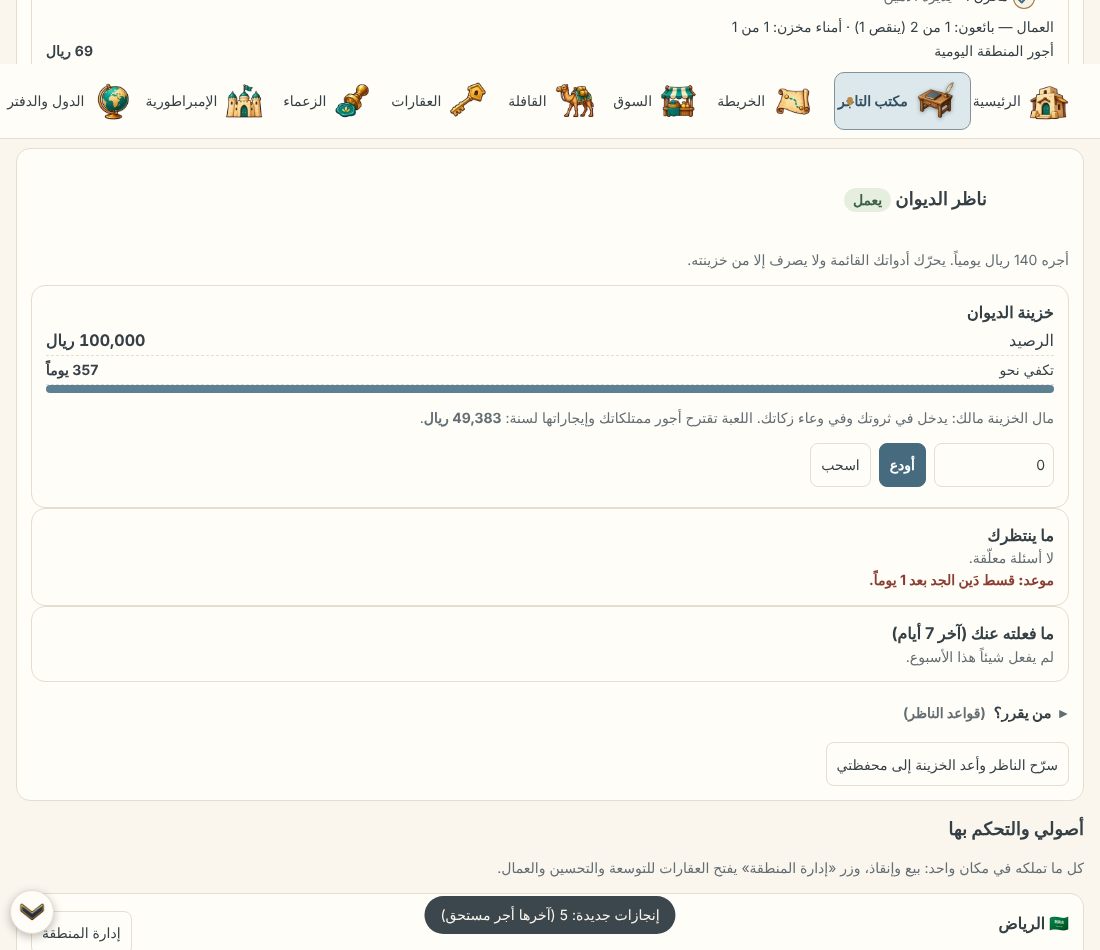 العمال — بائعون: 1 من 2 (ينقص 1) · أمناء مخزن: 1 من 1
أجور المنطقة اليومية
69 ريال
الرئيسية
مكتب التاجر
الخريطة
السوق
القافلة
العقارات
الزعماء
الإمبراطورية
الدول والدفتر
ناظر الديوان يعمل
أجره 140 ريال يومياً. يحرّك أدواتك القائمة ولا يصرف إلا من خزينته.
خزينة الديوان
الرصيد
100,000 ريال
تكفي نحو
357 يوماً
مال الخزينة مالك: يدخل في ثروتك وفي وعاء زكاتك. اللعبة تقترح أجور ممتلكاتك وإيجاراتها لسنة: 49,383 ريال.
0
أودع
اسحب
ما ينتظرك
لا أسئلة معلّقة.
موعد: قسط دَين الجد بعد 1 يوماً.
ما فعلته عنك (آخر 7 أيام)
لم يفعل شيئاً هذا الأسبوع.
من يقرر؟ (قواعد الناظر)
سرّح الناظر وأعد الخزينة إلى محفظتي
أصولي والتحكم بها
كل ما تملكه في مكان واحد: بيع وإنقاذ، وزر «إدارة المنطقة» يفتح العقارات للتوسعة والتحسين والعمال.
الرياض
إدارة المنطقة
إنجازات جديدة: 5 (آخرها أجر مستحق)